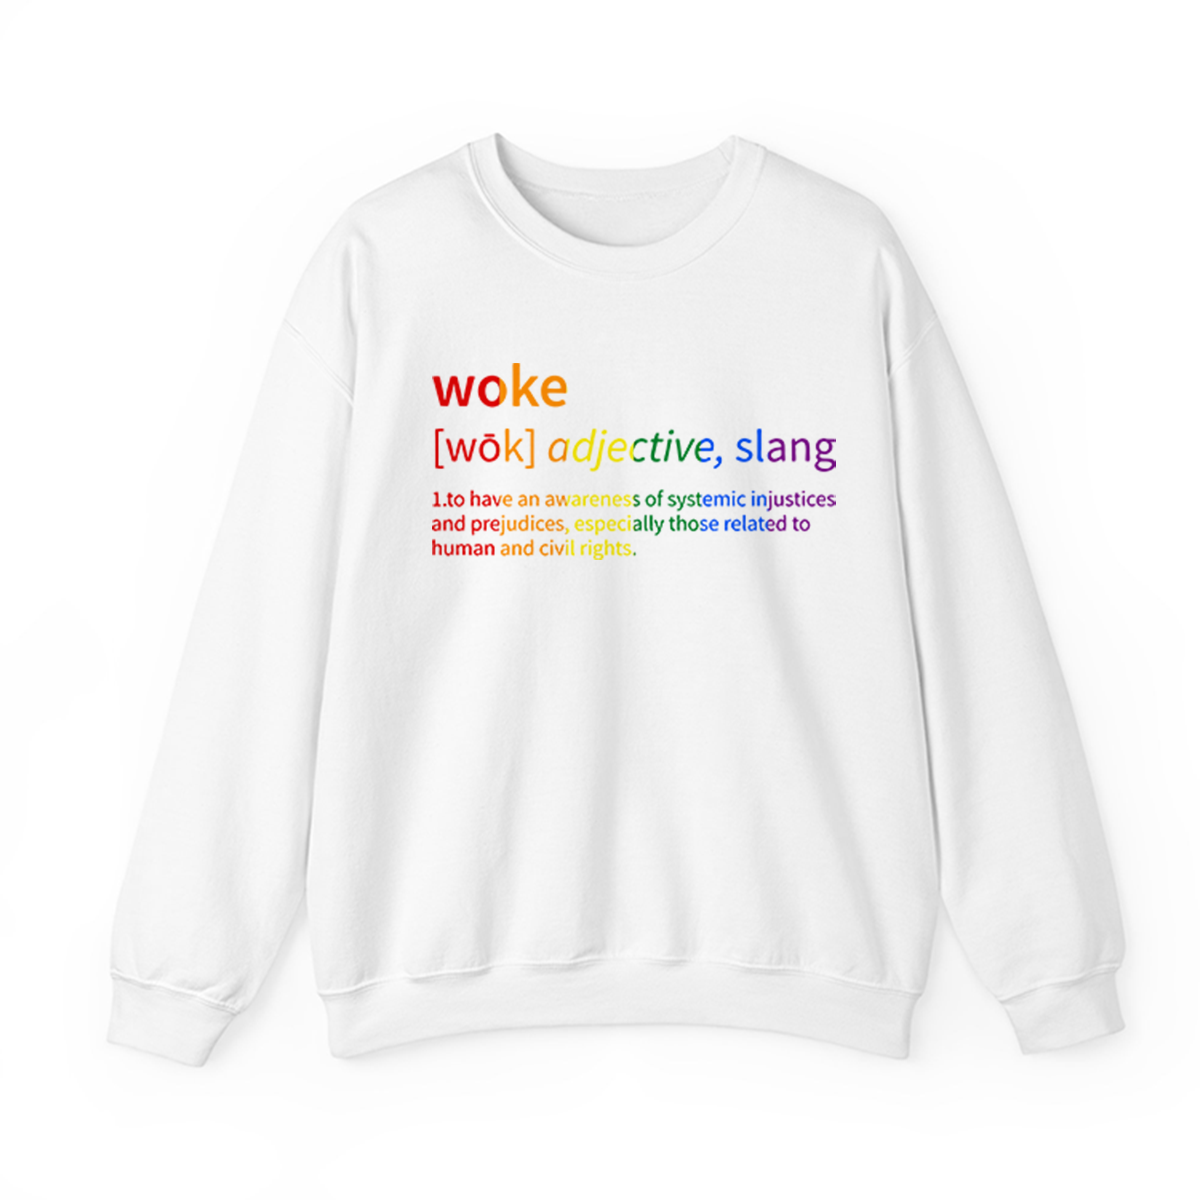 woke
[wōk] adjective, slang
1.to have an awareness of systemic injustices
and prejudices, especially those related to
human and civil rights.